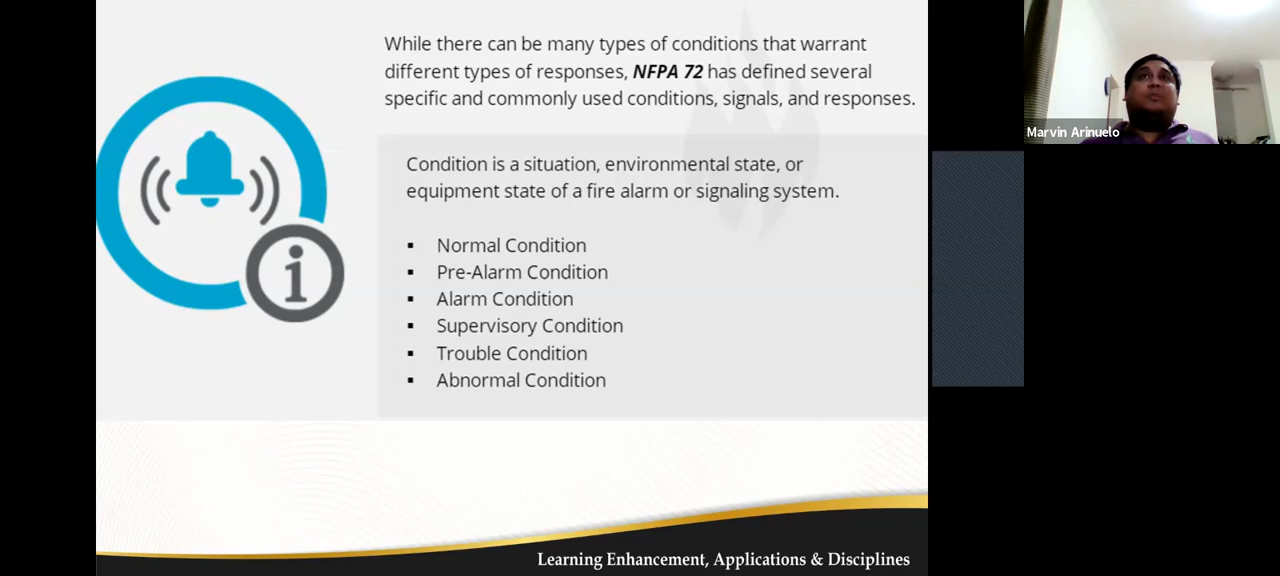 While there can be many types of conditions that warrant
different types of responses, NFPA 72 has defined several
specific and commonly used conditions, signals, and responses.
Condition is a situation, environmental state, or
equipment state of a fire alarm or signaling system.
▪ Normal Condition
▪ Pre-Alarm Condition
▪ Alarm Condition
▪ Supervisory Condition
▪ Trouble Condition
▪ Abnormal Condition
Learning Enhancement, Applications & Disciplines
Marvin Arinuelo